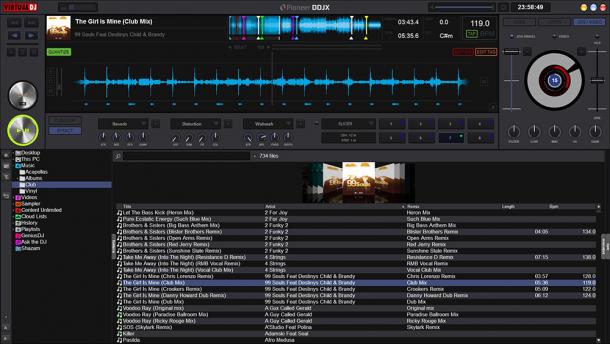 VIRTUAL DJ
Pioneer DDJX
23:58:49
The Girl Is Mine (Club Mix)
99 Souls Feat Destinys Child & Brandy
03:43.4
0.0
119.0
TAP BPM
05:35.6
C#m
QUANTIZE
EDIT TAG
15
Reverb
Distortion
Wahwah
SLICER
EFFECT
FILTER
LOW
MID
HI
GAIN
Desktop
This PC
Music
Acapellas
Albums
Club
Vinyl
Videos
Sampler
Content Unlimited
Cloud Lists
History
Playlists
GeniusDJ
Ask the DJ
Shazam
734 files
99 Souls
Title Artist Remix Length Bpm
Let The Bass Kick (Heron Mix) 2 For Joy Heron Mix
Pure Ecstatic Energy (Such Blue Mix) 2 For Joy Such Blue Mix
Brothers & Sisters (Big Bass Anthem Mix) 2 Funky 2 Big Bass Anthem Mix
Brothers & Sisters (Blister Brothers Remix) 2 Funky 2 Blister Brothers Remix 04:05 134.0
Brothers & Sisters (Open Arms Remix) 2 Funky 2 Open Arms Remix
Brothers & Sisters (Red Jerry Remix) 2 Funky 2 Red Jerry Remix
Brothers & Sisters (Sunshine State Remix) 2 Funky 2 Sunshine State Remix
Take Me Away (Into The Night) (Resistance D Remix) 4 Strings Resistance D Remix 07:15 138.0
Take Me Away (Into The Night) (RMB Vocal Remix) 4 Strings RMB Vocal Remix
Take Me Away (Into The Night) (Vocal Club Mix) 4 Strings Vocal Club Mix
The Girl Is Mine (Chris Lorenzo Remix) 99 Souls Feat Destinys Child & Brandy Chris Lorenzo Remix 03:57 128.0
The Girl Is Mine (Club Mix) 99 Souls Feat Destinys Child & Brandy Club Mix 05:36 119.0
The Girl Is Mine (Crookers Remix) 99 Souls Feat Destinys Child & Brandy Crookers Remix 05:09 122.0
The Girl Is Mine (Danny Howard Dub Remix) 99 Souls Feat Destinys Child & Brandy Danny Howard Dub Remix 06:12 124.0
The Girl Is Mine (Dub Mix) 99 Souls Feat Destinys Child & Brandy Dub Mix
Voodoo Ray (Original mix) A Guy Called Gerald Original mix
Voodoo Ray (Paradise Ballroom Mix) A Guy Called Gerald Paradise Ballroom Mix
Voodoo Ray (Ricky Rouge Mix) A Guy Called Gerald Ricky Rouge Mix
SOS (Skylark Remix) A'Studio Feat Polina Skylark Remix
Killer Adamski Feat Seal
Pasilda Afro Medusa